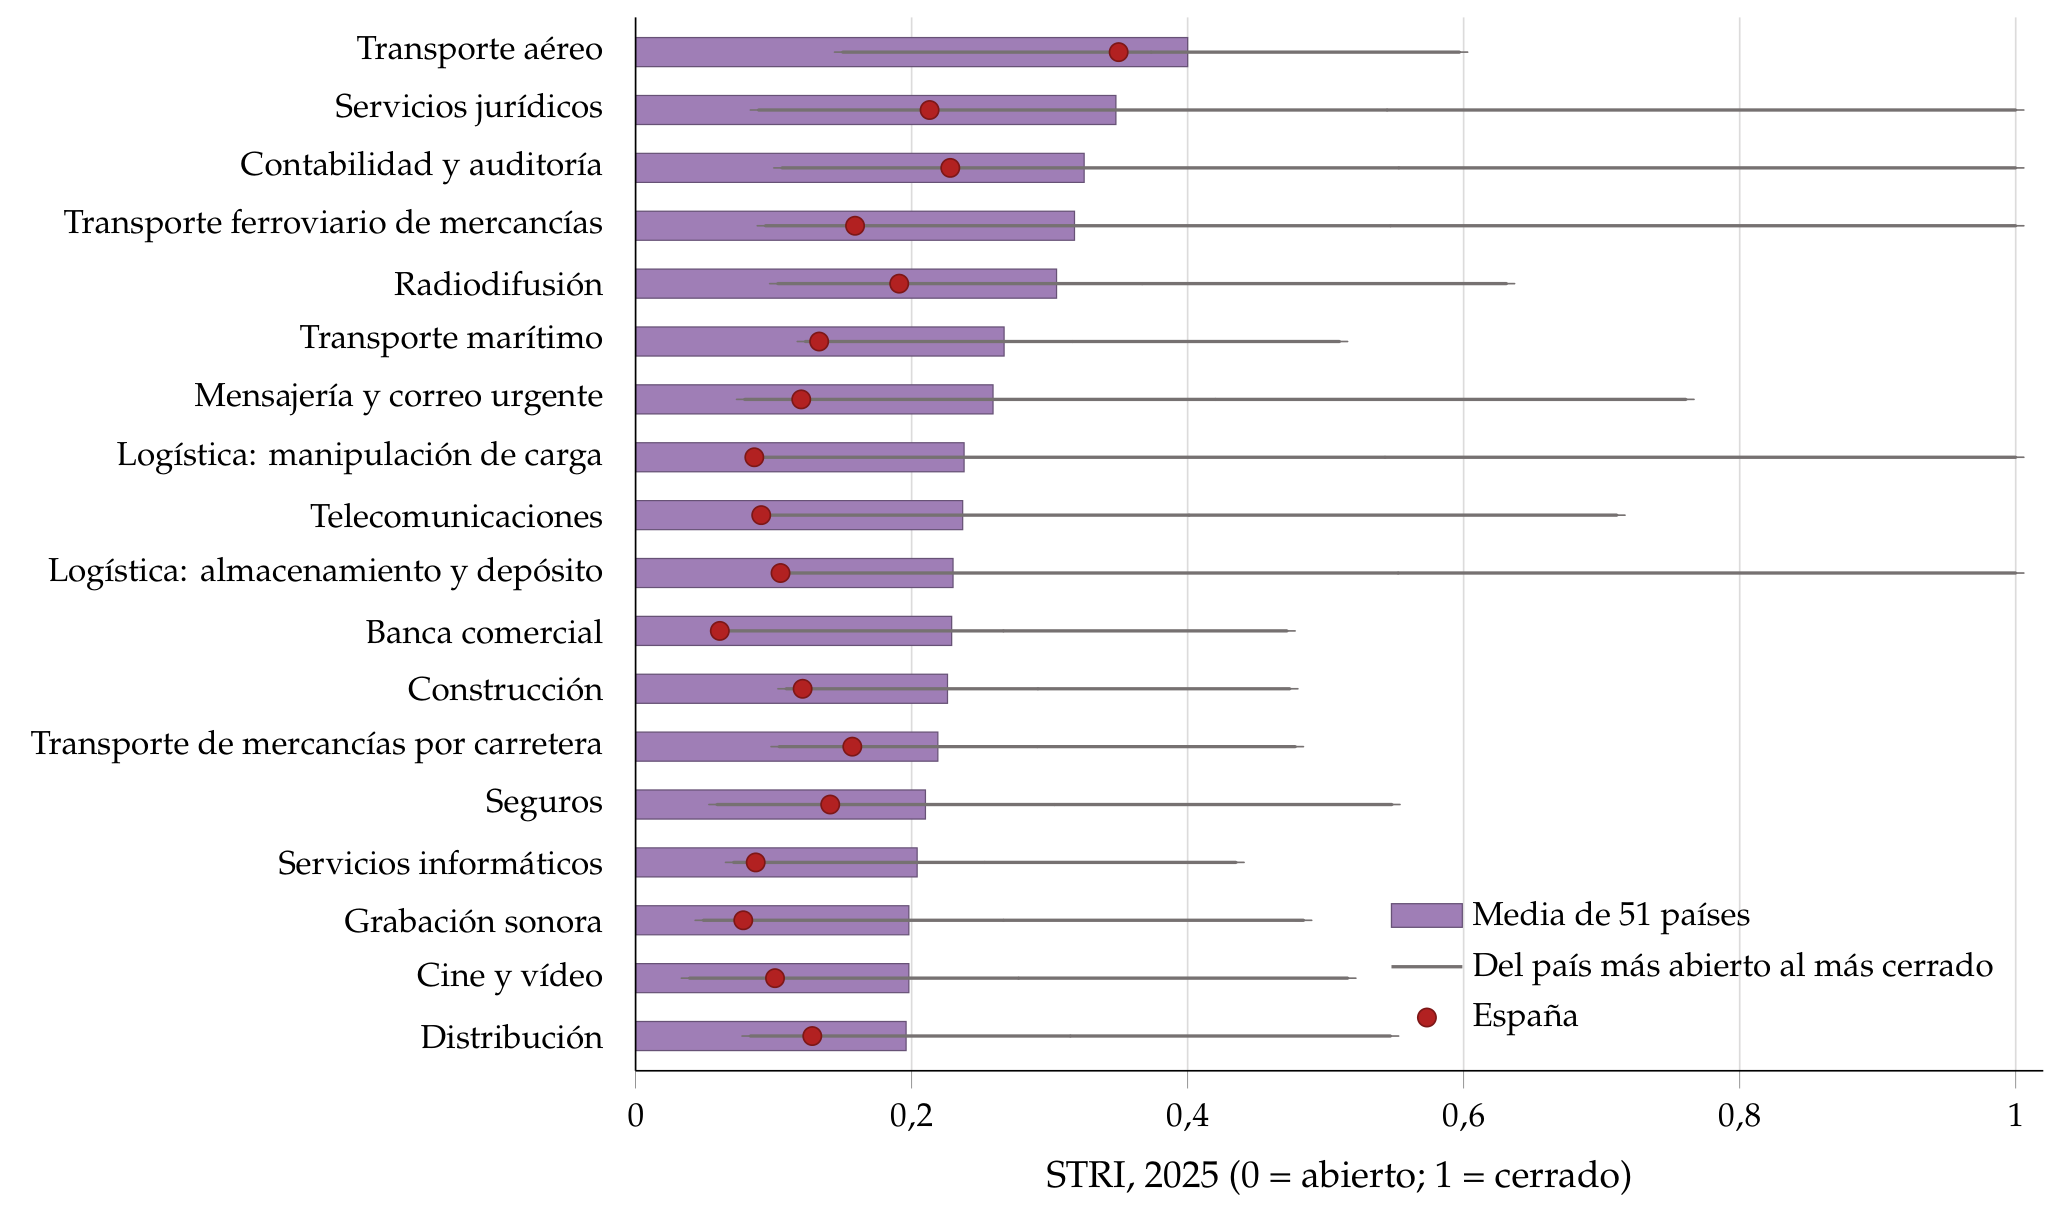 Transporte aéreo
Servicios jurídicos
Contabilidad y auditoría
Transporte ferroviario de mercancías
Radiodifusión
Transporte marítimo
Mensajería y correo urgente
Logística: manipulación de carga
Telecomunicaciones
Logística: almacenamiento y depósito
Banca comercial
Construcción
Transporte de mercancías por carretera
Seguros
Servicios informáticos
Grabación sonora
Cine y vídeo
Distribución
Media de 51 países
Del país más abierto al más cerrado
España
0 0,2 0,4 0,6 0,8 1
STRI, 2025 (0 = abierto; 1 = cerrado)